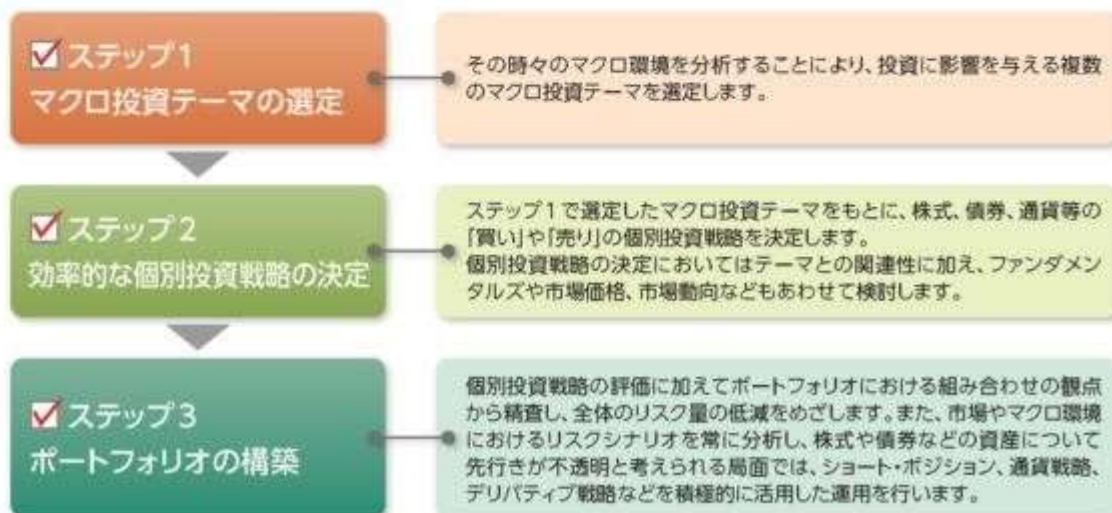 ステップ1
マクロ投資テーマの選定
その時々のマクロ環境を分析することにより、投資に影響を与える複数
のマクロ投資テーマを選定します。
ステップ2
効率的な個別投資戦略の決定
ステップ1で選定したマクロ投資テーマをもとに、株式、債券、通貨等の
「買い」や「売り」の個別投資戦略を決定します。
個別投資戦略の決定においてはテーマとの関連性に加え、ファンダメン
タルズや市場価格、市場動向などもあわせて検討します。
ステップ3
ポートフォリオの構築
個別投資戦略の評価に加えてポートフォリオにおける組み合わせの観点
から精査し、全体のリスク量の低減をめざします。また、市場やマクロ環境
におけるリスクシナリオを常に分析し、株式や債券などの資産について
先行きが不透明と考えられる局面では、ショート・ポジション、通貨戦略、
デリバティブ戦略などを積極的に活用した運用を行います。